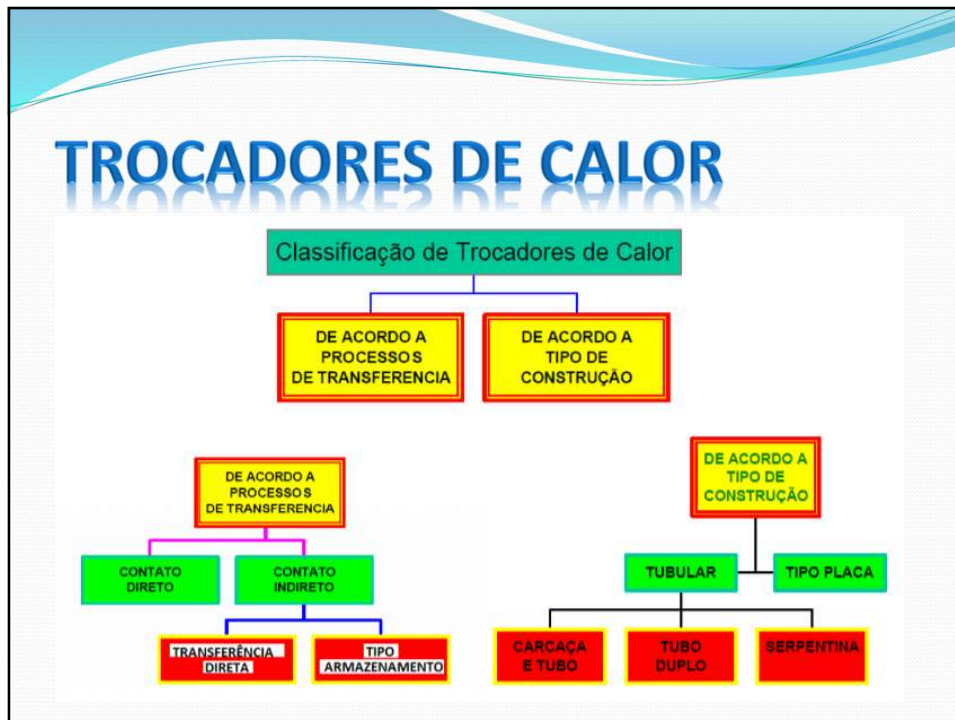 TROCADORES DE CALOR
Classificação de Trocadores de Calor
DE ACORDO A
PROCESSOS
DE TRANSFERENCIA
DE ACORDO A
TIPO DE
CONSTRUÇÃO
DE ACORDO A
PROCESSOS
DE TRANSFERENCIA
CONTATO
DIRETO
CONTATO
INDIRETO
TRANSFERÊNCIA
DIRETA
TIPO
ARMAZENAMENTO
DE ACORDO A
TIPO DE
CONSTRUÇÃO
TUBULAR
TIPO PLACA
CARCAÇA
E TUBO
TUBO
DUPLO
SERPENTINA